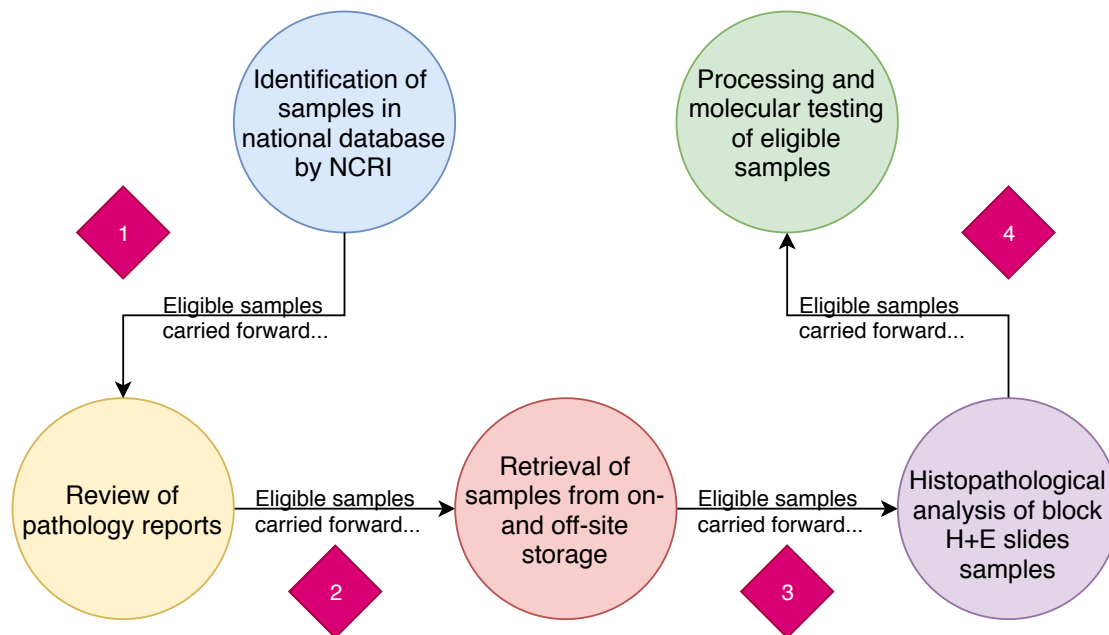 Identification of
samples in
national database
by NCRI
1
Eligible samples
carried forward...
Review of
pathology reports
Eligible samples
carried forward...
2
Retrieval of
samples from on-
and off-site
storage
Eligible samples
carried forward...
3
Histopathological
analysis of block
H+E slides
samples
4
Eligible samples
carried forward...
Processing and
molecular testing
of eligible
samples